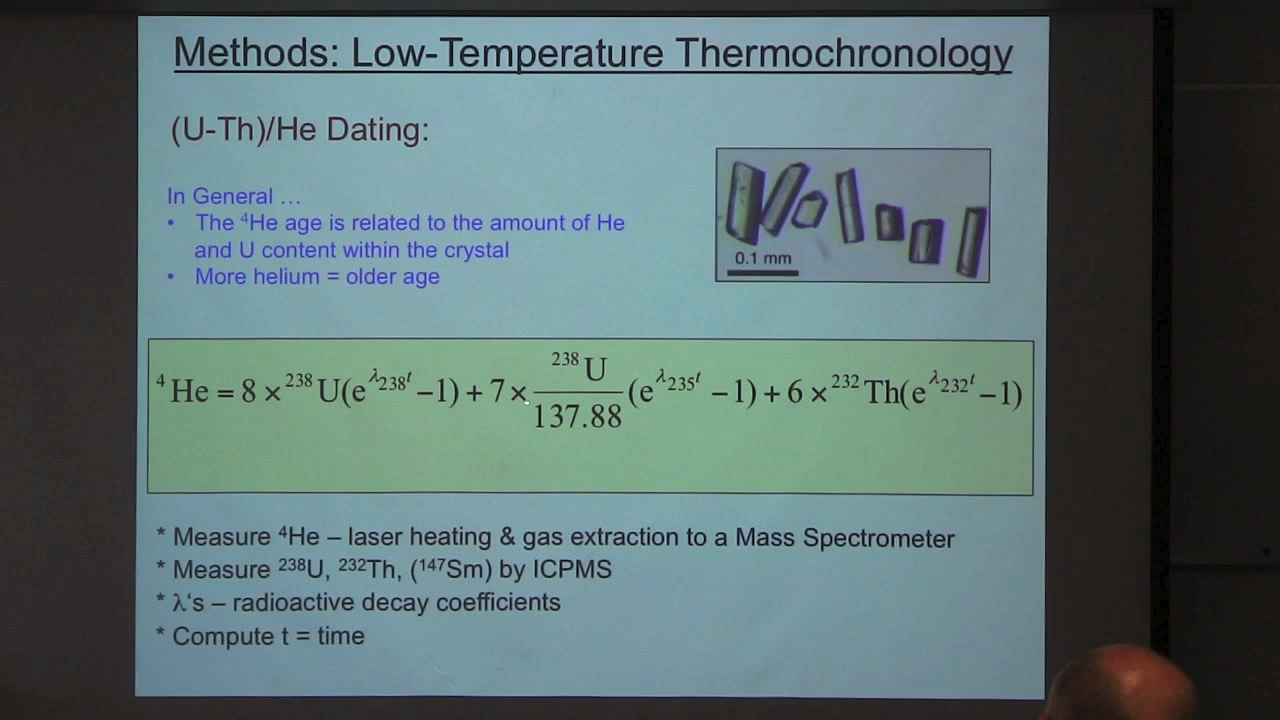 Methods: Low-Temperature Thermochronology
(U-Th)/He Dating:
In General …
• The ⁴He age is related to the amount of He
and U content within the crystal
• More helium = older age
0.1 mm
⁴He = 8 × ²³⁸U(e^λ₂₃₈t −1) + 7 × ²³⁸U/137.88 (e^λ₂₃₅t −1) + 6 × ²³²Th(e^λ₂₃₂t −1)
* Measure ⁴He – laser heating & gas extraction to a Mass Spectrometer
* Measure ²³⁸U, ²³²Th, (¹⁴⁷Sm) by ICPMS
* λ‘s – radioactive decay coefficients
* Compute t = time